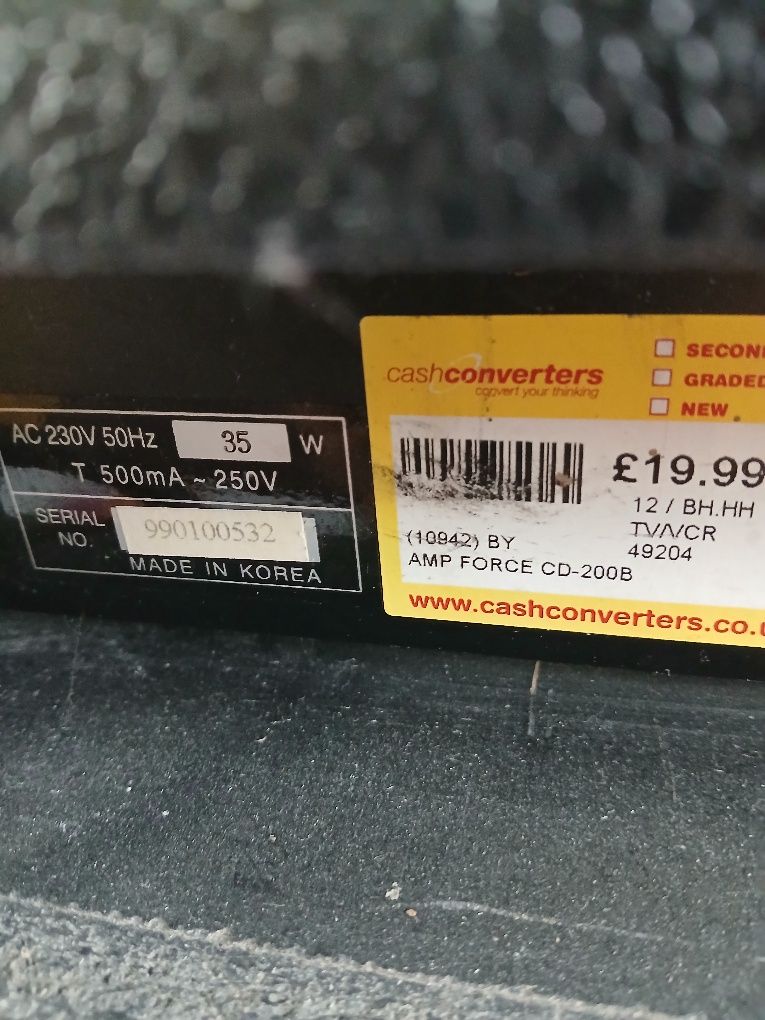 AC 230V 50Hz 35 W
T 500mA ~ 250V
SERIAL NO. 990100532
MADE IN KOREA
cashconverters
convert your thinking
GRADED
NEW
£19.99
12 / BH.HH
TV/V/CR
49204
(10942) BY
AMP FORCE CD-200B
www.cashconverters.co.u